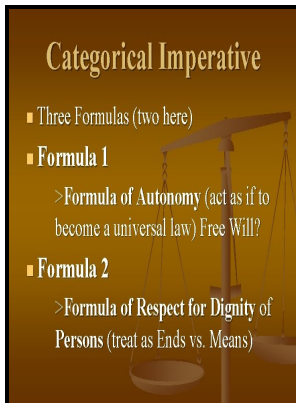 Categorical Imperative
Three Formulas (two here)
Formula 1
>Formula of Autonomy (act as if to
become a universal law) Free Will?
Formula 2
>Formula of Respect for Dignity of
Persons (treat as Ends vs. Means)